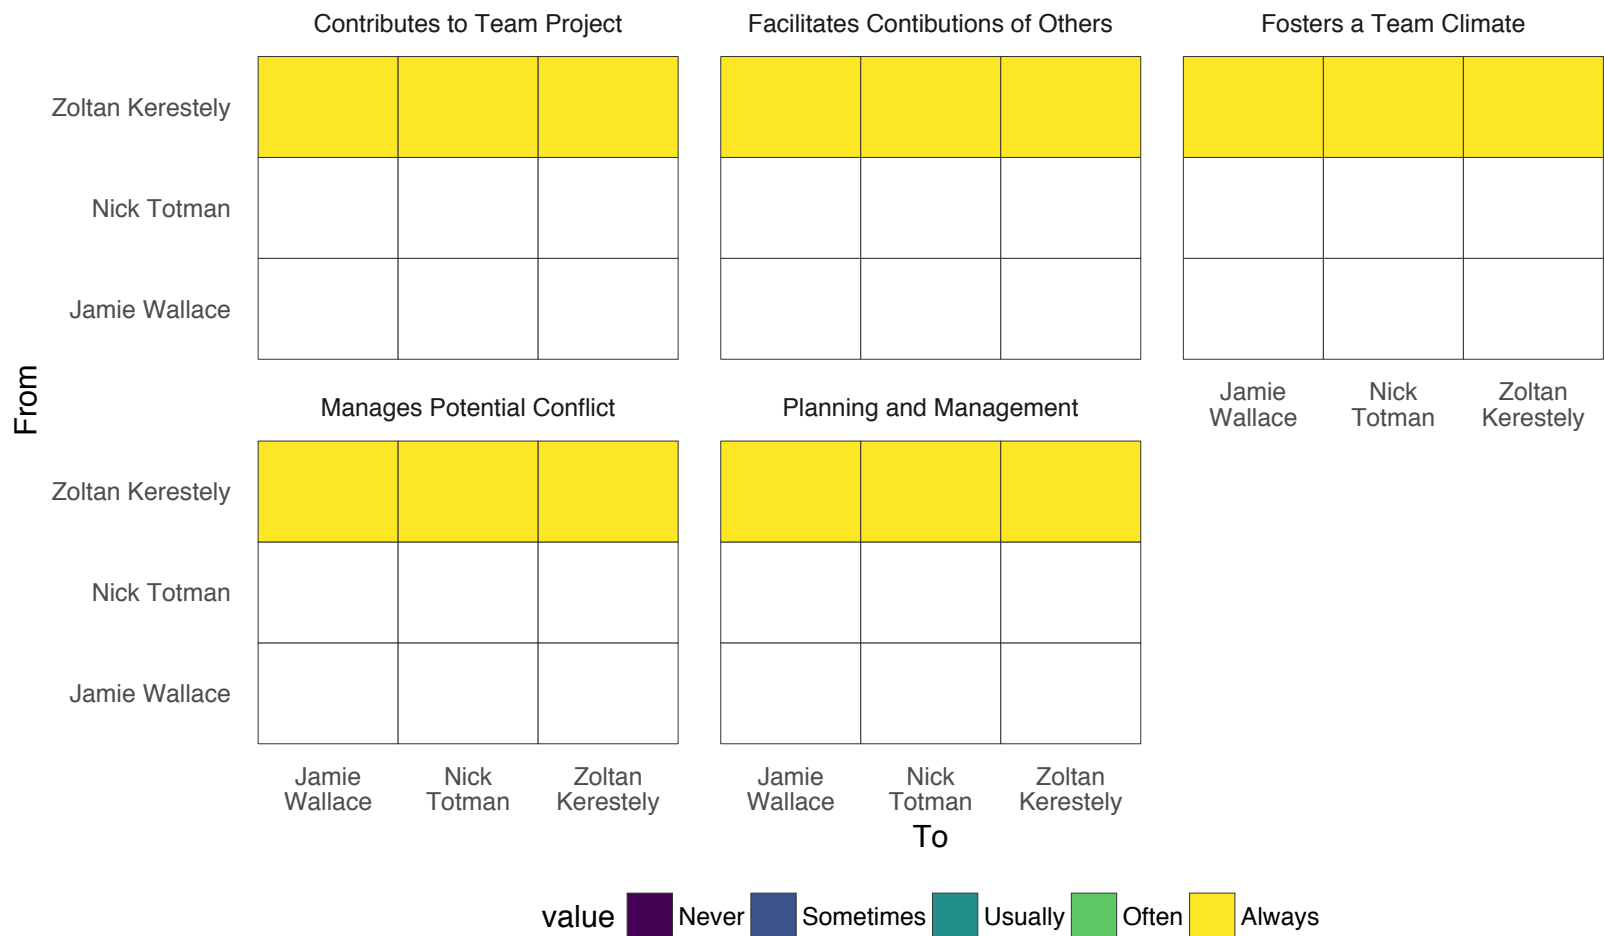 Contributes to Team Project
Facilitates Contibutions of Others
Fosters a Team Climate
Zoltan Kerestely
Nick Totman
Jamie Wallace
Jamie
Wallace
Nick
Totman
Zoltan
Kerestely
From
Manages Potential Conflict
Planning and Management
Zoltan Kerestely
Nick Totman
Jamie Wallace
Jamie
Wallace
Nick
Totman
Zoltan
Kerestely
Jamie
Wallace
Nick
Totman
Zoltan
Kerestely
To
value Never Sometimes Usually Often Always